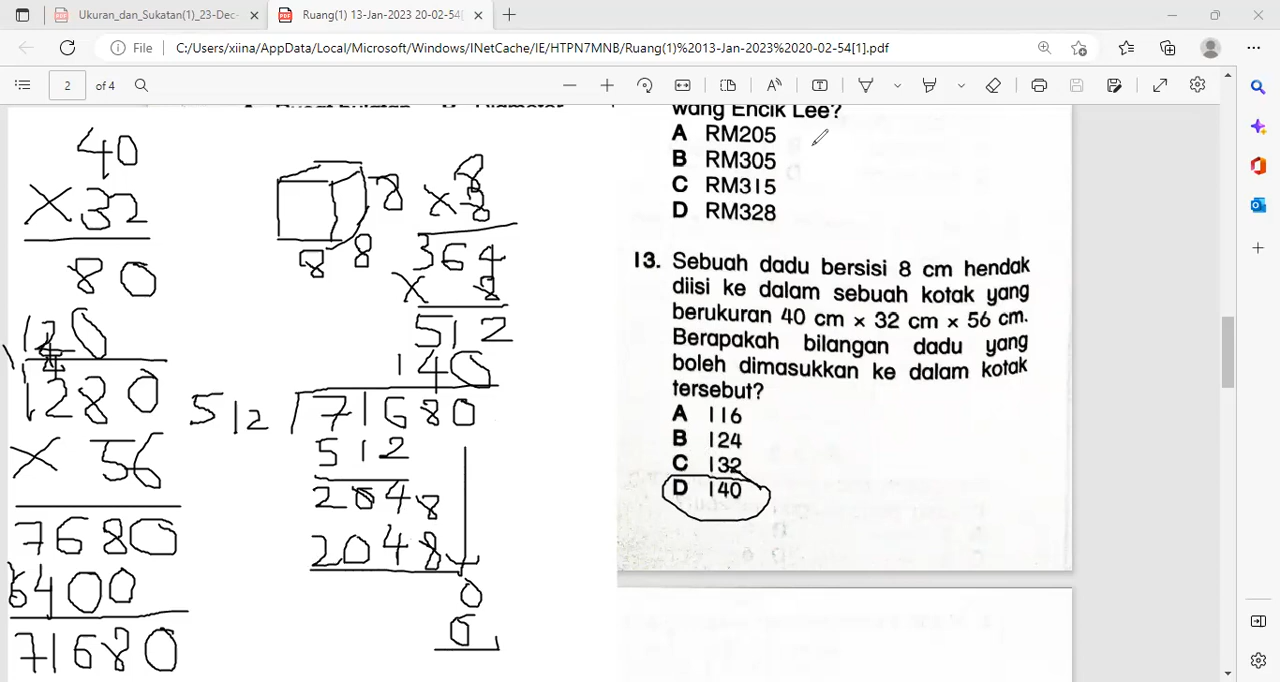 Ukuran_dan_Sukatan(1)_23-Dec-
Ruang(1) 13-Jan-2023 20-02-54[
File
C:/Users/xiina/AppData/Local/Microsoft/Windows/INetCache/IE/HTPN7MNB/Ruang(1)%2013-Jan-2023%2020-02-54[1].pdf
2 of 4
40
× 32
80
120
1280
× 56
7680
6400
71680
8
8 8
8
× 8
364
× 8
512
140
512 71680
512
2048
2048
0
0
wang Encik Lee?
A RM205
B RM305
C RM315
D RM328
13. Sebuah dadu bersisi 8 cm hendak
diisi ke dalam sebuah kotak yang
berukuran 40 cm × 32 cm × 56 cm.
Berapakah bilangan dadu yang
boleh dimasukkan ke dalam kotak
tersebut?
A 116
B 124
C 132
D 140